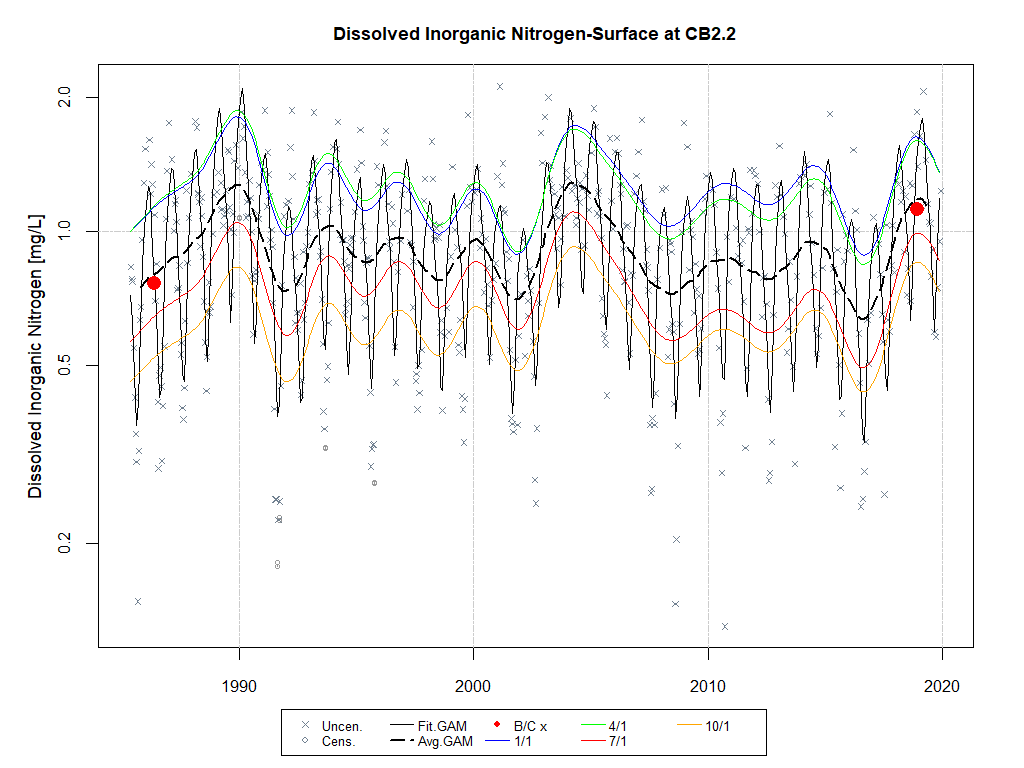 Dissolved Inorganic Nitrogen-Surface at CB2.2
Dissolved Inorganic Nitrogen [mg/L]
2.0
1.0
0.5
0.2
1990 2000 2010 2020
Uncen. Fit.GAM B/C x 4/1 10/1
Cens. Avg.GAM 1/1 7/1